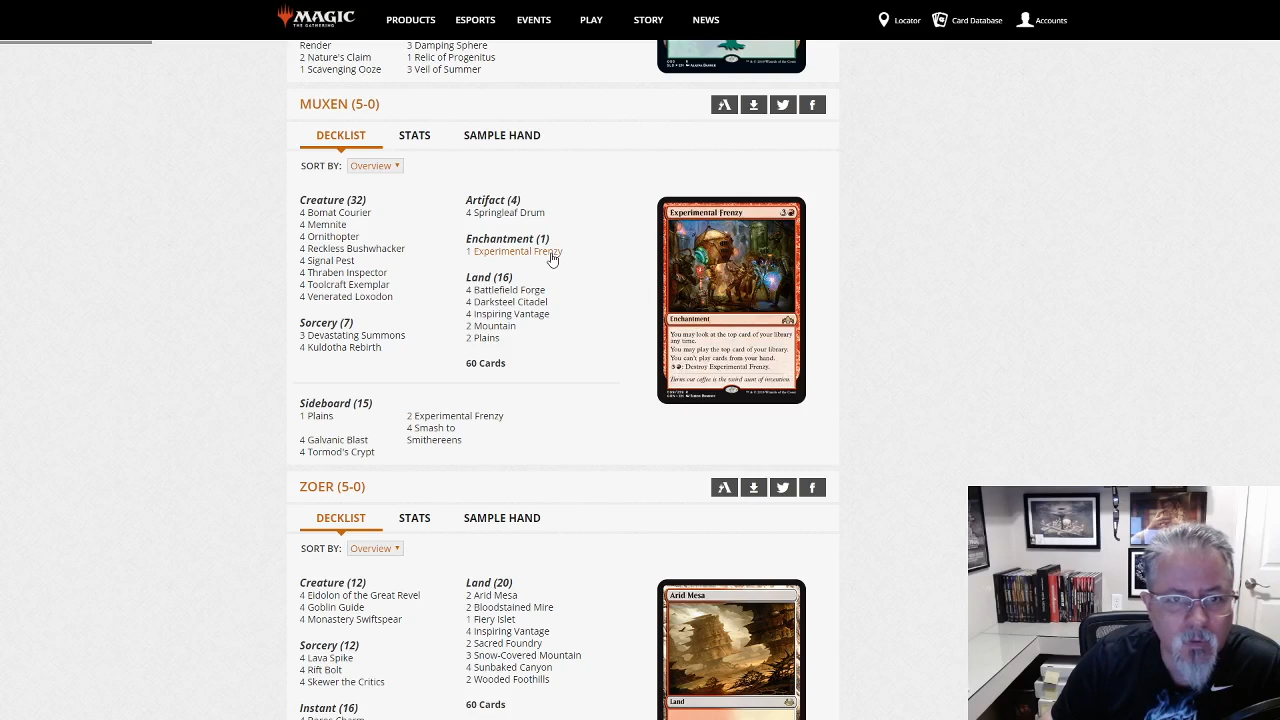 MAGIC
THE GATHERING
PRODUCTS ESPORTS EVENTS PLAY STORY NEWS
Locator Card Database Accounts
Render
2 Nature's Claim
1 Scavenging Ooze
3 Damping Sphere
1 Relic of Progenitus
3 Veil of Summer
MUXEN (5-0)
DECKLIST STATS SAMPLE HAND
SORT BY: Overview
Creature (32)
4 Bomat Courier
4 Memnite
4 Ornithopter
4 Reckless Bushwhacker
4 Signal Pest
4 Thraben Inspector
4 Toolcraft Exemplar
4 Venerated Loxodon
Sorcery (7)
3 Devastating Summons
4 Kuldotha Rebirth
Artifact (4)
4 Springleaf Drum
Enchantment (1)
1 Experimental Frenzy
Land (16)
4 Battlefield Forge
4 Darksteel Citadel
4 Inspiring Vantage
2 Mountain
2 Plains
60 Cards
Experimental Frenzy 3
Enchantment
You may look at the top card of your library
any time.
You may play the top card of your library.
You can't play cards from your hand.
3: Destroy Experimental Frenzy.
Sideboard (15)
1 Plains
4 Galvanic Blast
4 Tormod's Crypt
2 Experimental Frenzy
4 Smash to
Smithereens
ZOER (5-0)
DECKLIST STATS SAMPLE HAND
SORT BY: Overview
Creature (12)
4 Eidolon of the Great Revel
4 Goblin Guide
4 Monastery Swiftspear
Sorcery (12)
4 Lava Spike
4 Rift Bolt
4 Skewer the Critics
Instant (16)
Land (20)
2 Arid Mesa
2 Bloodstained Mire
1 Fiery Islet
4 Inspiring Vantage
2 Sacred Foundry
3 Snow-Covered Mountain
4 Sunbaked Canyon
2 Wooded Foothills
60 Cards
Arid Mesa
Land